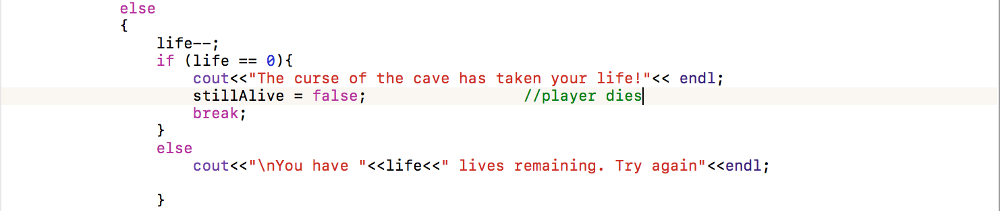 else
{
life--;
if (life == 0){
cout<<"The curse of the cave has taken your life!"<< endl;
stillAlive = false; //player dies
break;
}
else
cout<<"\nYou have "<<life<<" lives remaining. Try again"<<endl;
}